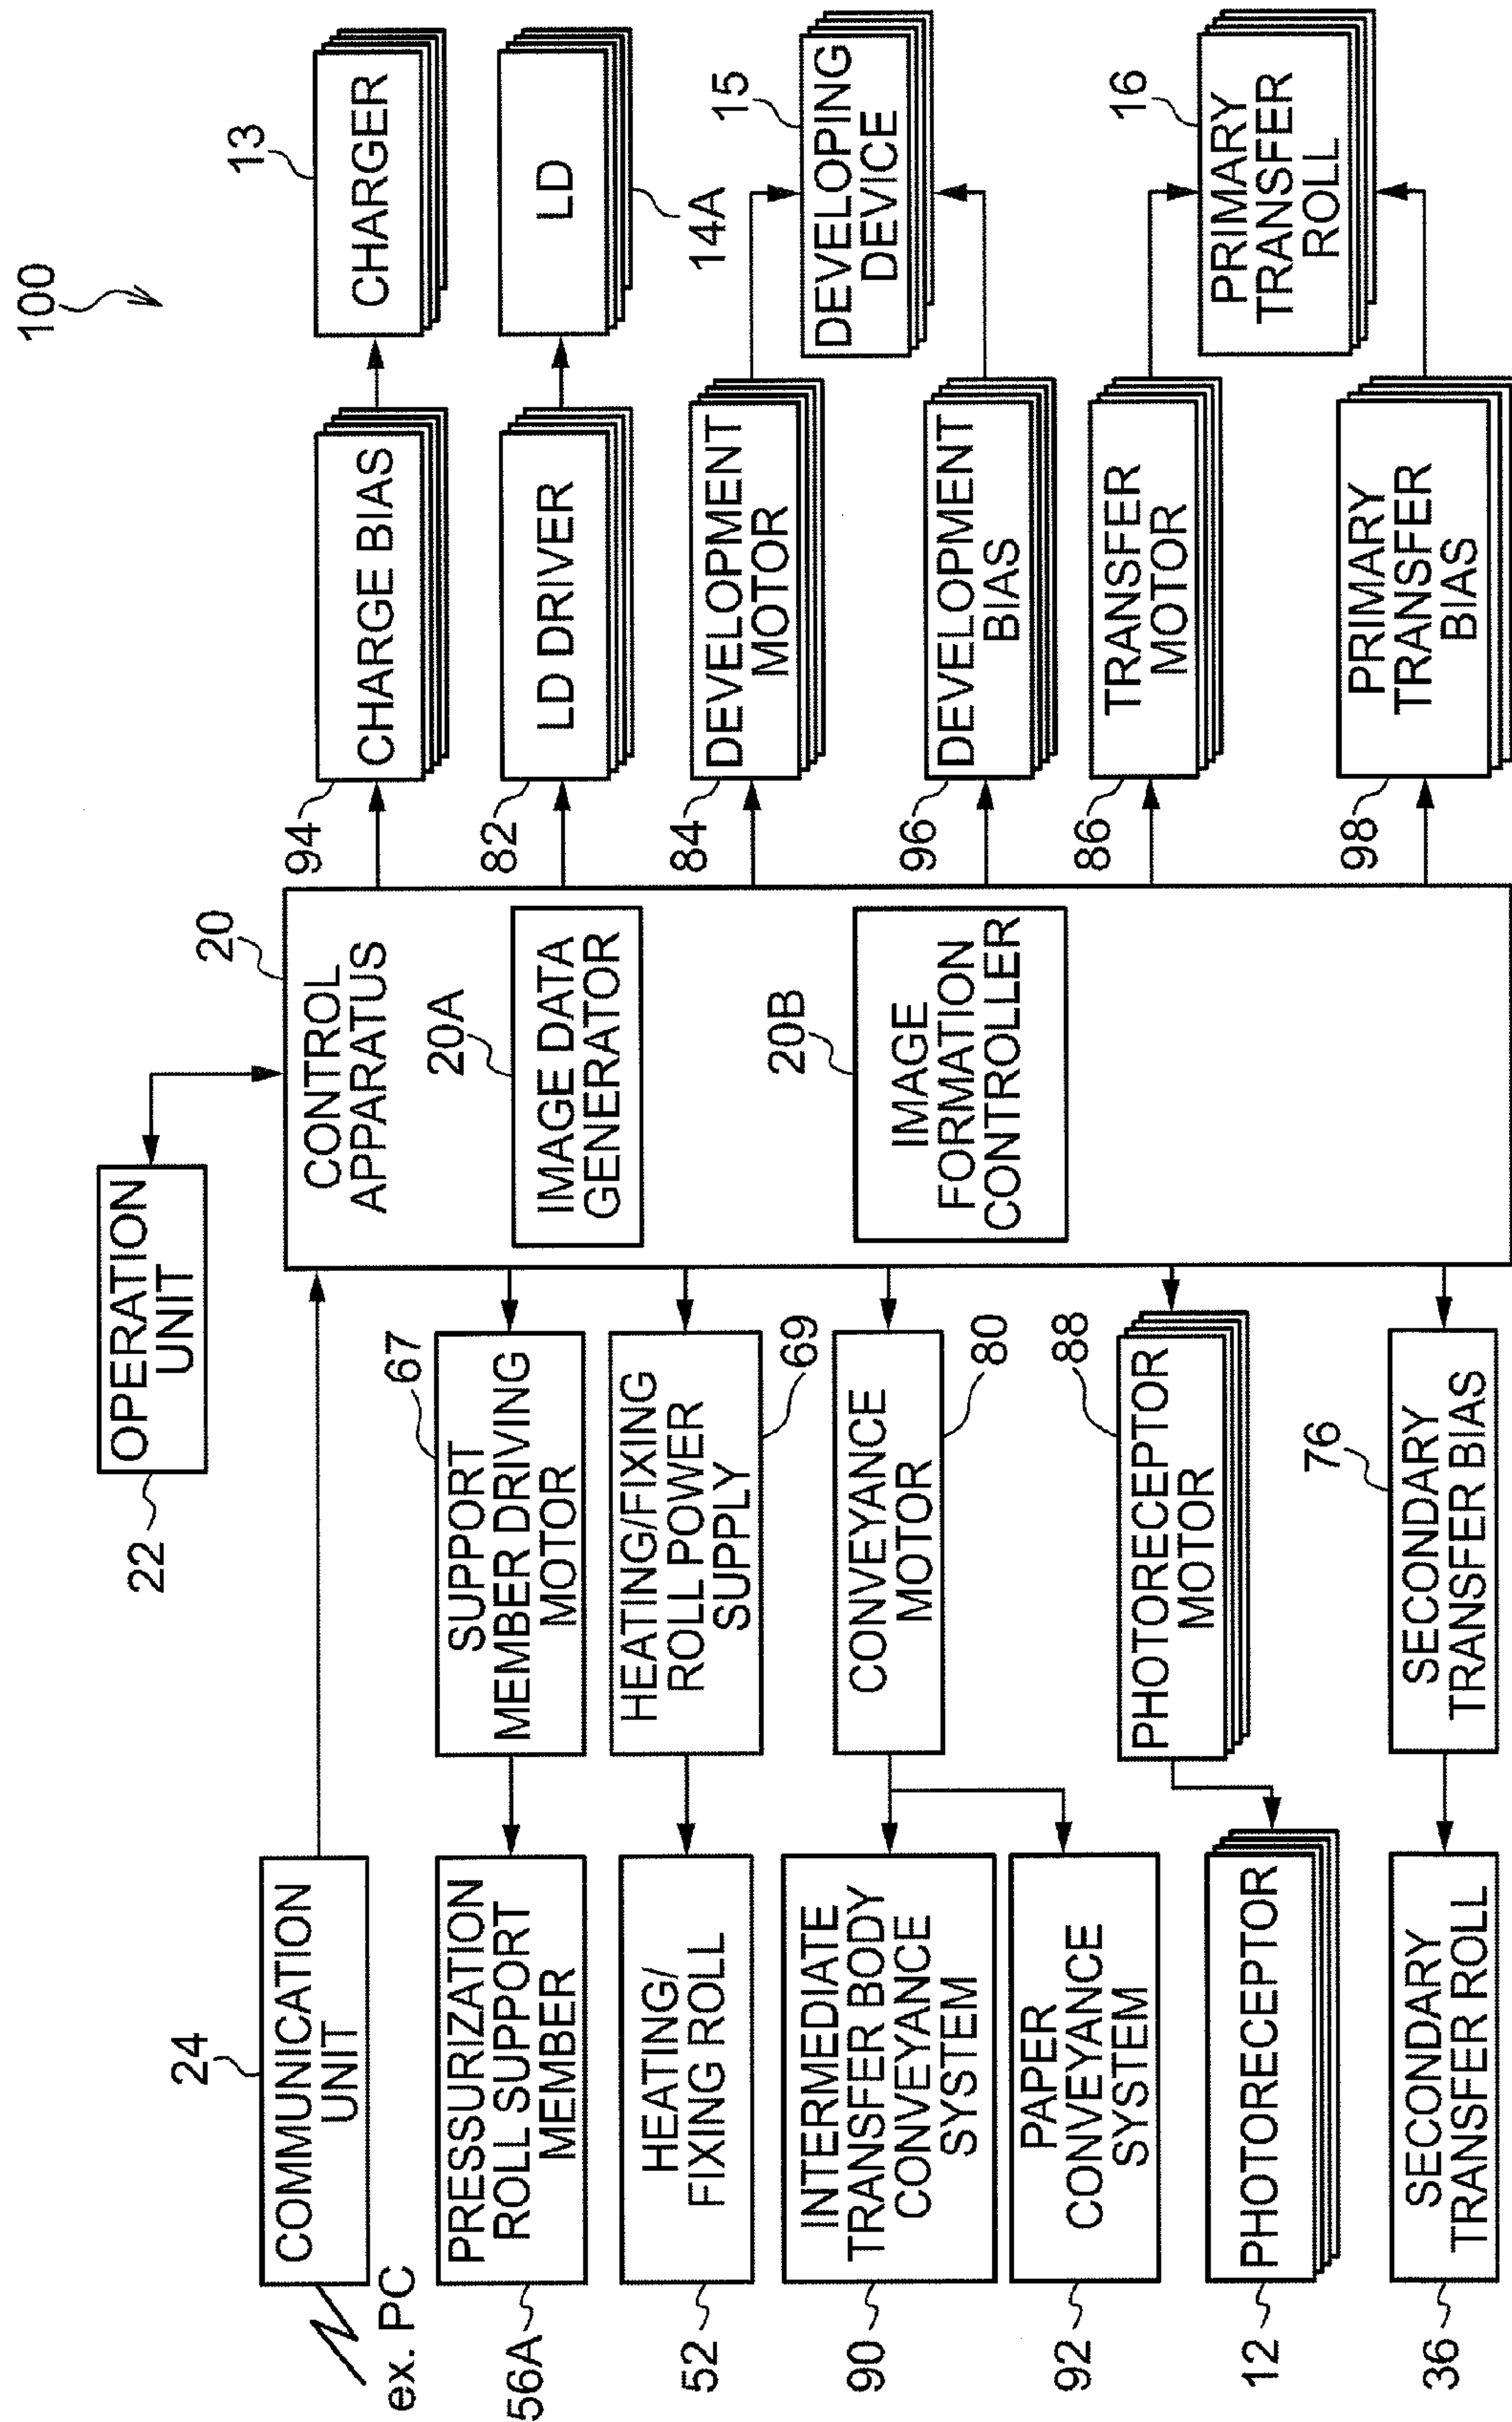 100
OPERATION
UNIT
22
24
COMMUNICATION
UNIT
ex. PC
20
CONTROL
APPARATUS
20A
IMAGE DATA
GENERATOR
20B
IMAGE
FORMATION
CONTROLLER
94
CHARGE BIAS
13
CHARGER
82
LD DRIVER
LD
14A
84
DEVELOPMENT
MOTOR
15
DEVELOPING
DEVICE
96
DEVELOPMENT
BIAS
86
TRANSFER
MOTOR
16
PRIMARY
TRANSFER
ROLL
98
PRIMARY
TRANSFER
BIAS
56A
PRESSURIZATION
ROLL SUPPORT
MEMBER
67
SUPPORT
MEMBER DRIVING
MOTOR
52
HEATING/
FIXING ROLL
HEATING/FIXING
ROLL POWER
SUPPLY
69
90
INTERMEDIATE
TRANSFER BODY
CONVEYANCE
SYSTEM
CONVEYANCE
MOTOR
80
92
PAPER
CONVEYANCE
SYSTEM
12
PHOTORECEPTOR
88
PHOTORECEPTOR
MOTOR
36
SECONDARY
TRANSFER ROLL
76
SECONDARY
TRANSFER BIAS